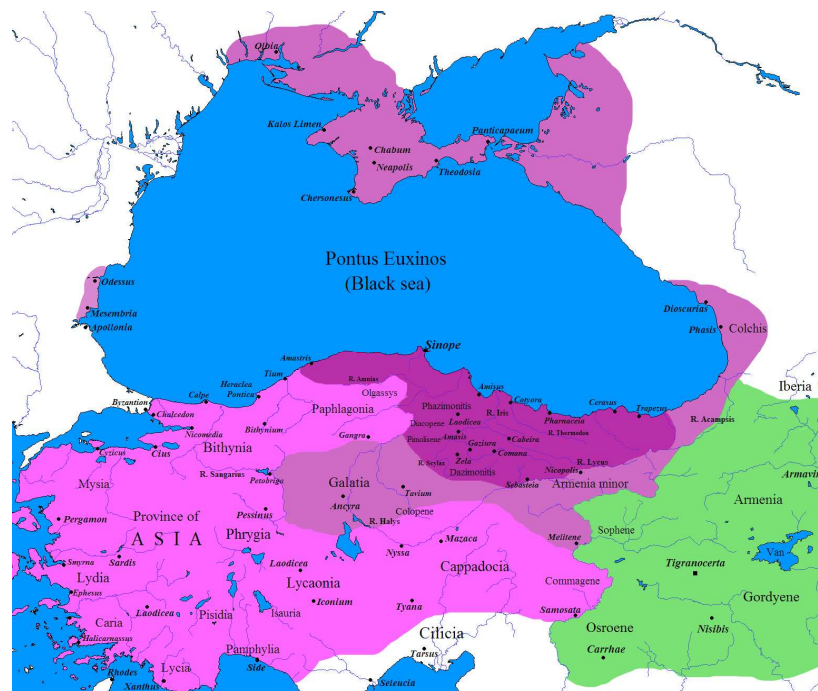 Olbia
Kalos Limen
Panticapaeum
Chabum
Neapolis
Theodosia
Chersonesus
Pontus Euxinos
(Black sea)
Odessus
Mesembria
Apollonia
Dioscurias
Phasis
Colchis
Sinope
Amastris
Tium
R. Amnias
Heraclea
Pontica
Olgassys
Amisus
Iberia
Calpe
Byzantion
Chalcedon
Paphlagonia
Phazimonitis
Cotyora
Cerasus
Trapezus
R. Iris
Pharnaceia
R. Acampsis
Laodicea
Diacopene
Bithynium
Nicomedia
Amasis
R. Thermodon
Gangra
Pimolisene
Gaziura
Cabeira
Bithynia
Cyzicus
Cius
Comana
R. Scylax
Zela
R. Lycus
Nicopolis
Dazimonitis
Armavir
R. Sangarius
Petobriga
Mysia
Galatia
Tavium
Sebasteia
Armenia minor
Armenia
Ancyra
Pessinus
Colopene
Pergamon
Province of
ASIA
R. Halys
Phrygia
Sophene
Melitene
Van
Nyssa
Mazaca
Smyrna
Sardis
Laodicea
Tigranocerta
Cappadocia
Lydia
Lycaonia
Commagene
Ephesus
Gordyene
Iconium
Tyana
Laodicea
Pisidia
Isauria
Samosata
Caria
Osroene
Nisibis
Halicarnassus
Cilicia
Pamphylia
Tarsus
Carrhae
Side
Lycia
Rhodes
Xanthus
Seleucia